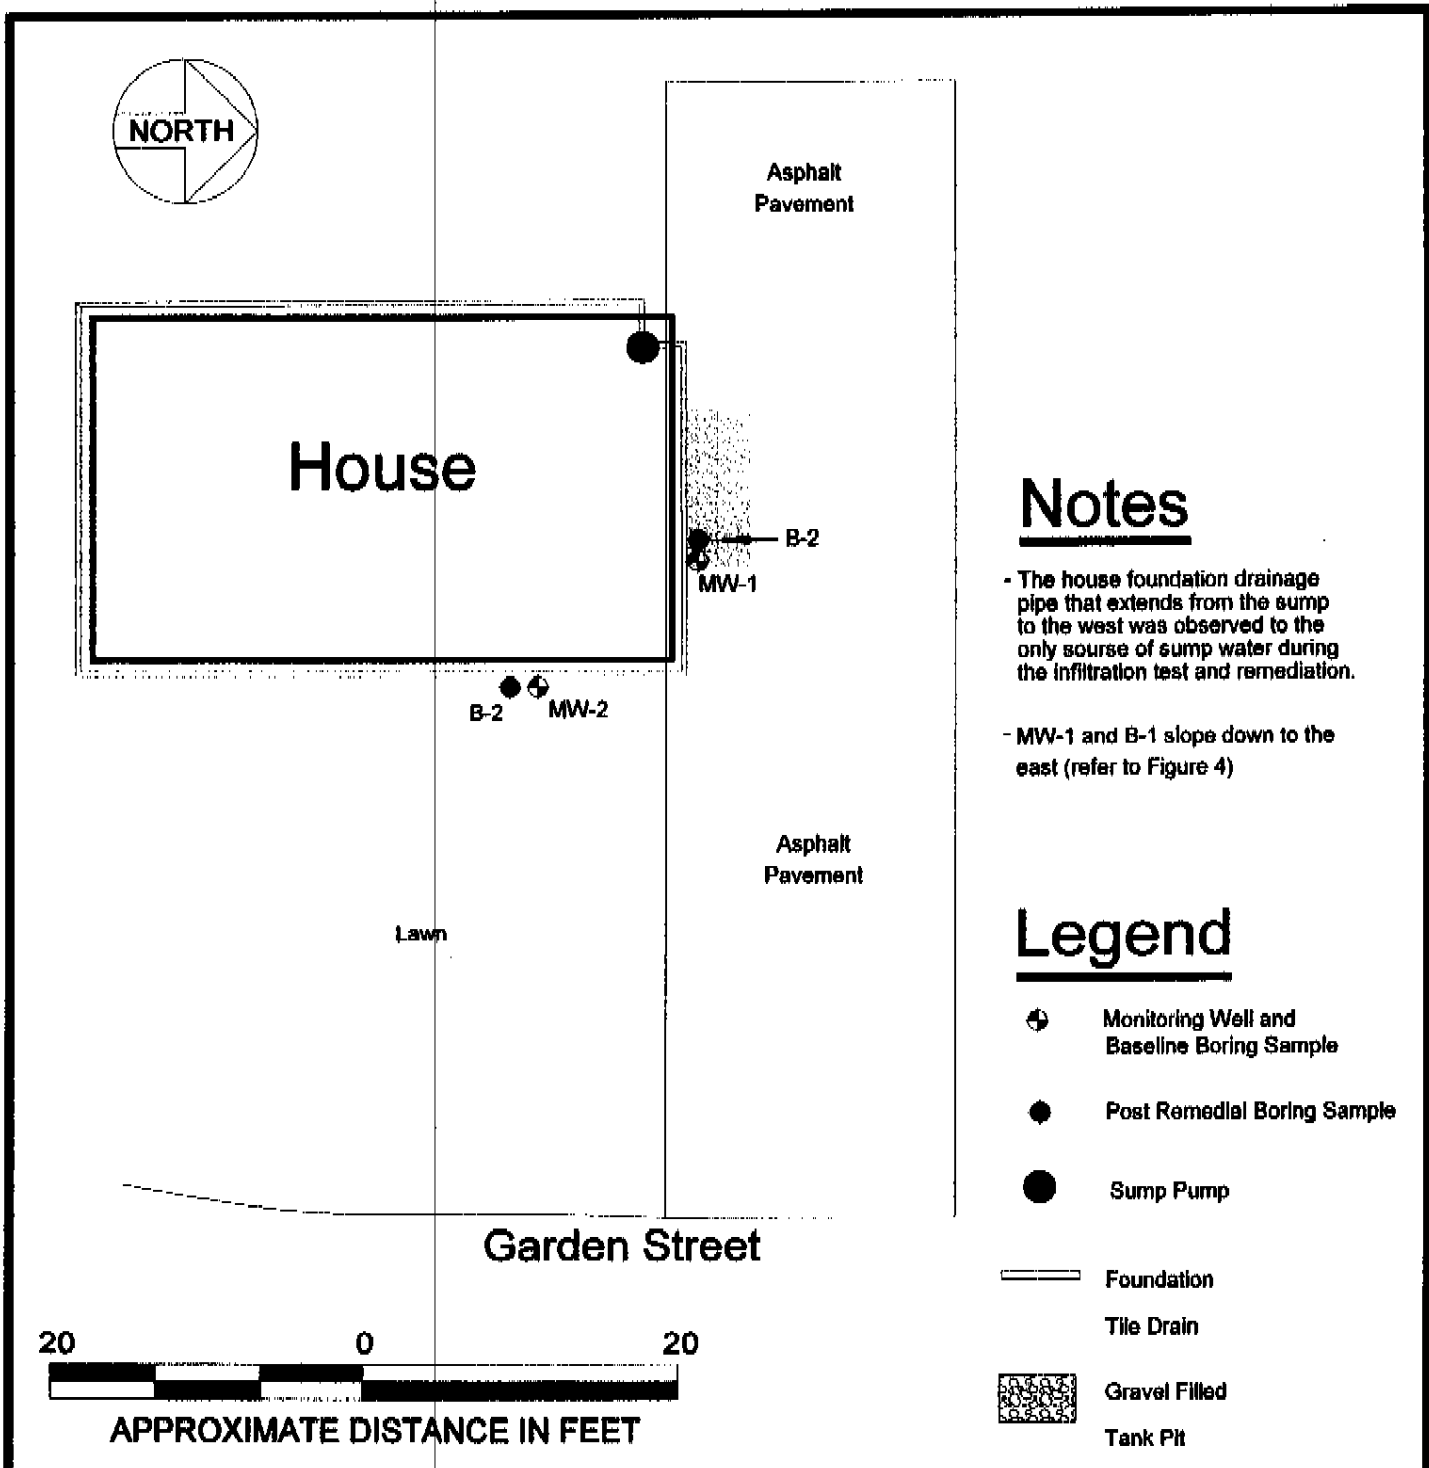 NORTH
Asphalt
Pavement
House
B-2
MW-1
B-2
MW-2
Notes
- The house foundation drainage
pipe that extends from the sump
to the west was observed to the
only sourse of sump water during
the infiltration test and remediation.
- MW-1 and B-1 slope down to the
east (refer to Figure 4)
Asphalt
Pavement
Lawn
Legend
Monitoring Well and
Baseline Boring Sample
Post Remedial Boring Sample
Sump Pump
Garden Street
Foundation
Tile Drain
20 0 20
APPROXIMATE DISTANCE IN FEET
Gravel Filled
Tank Pit